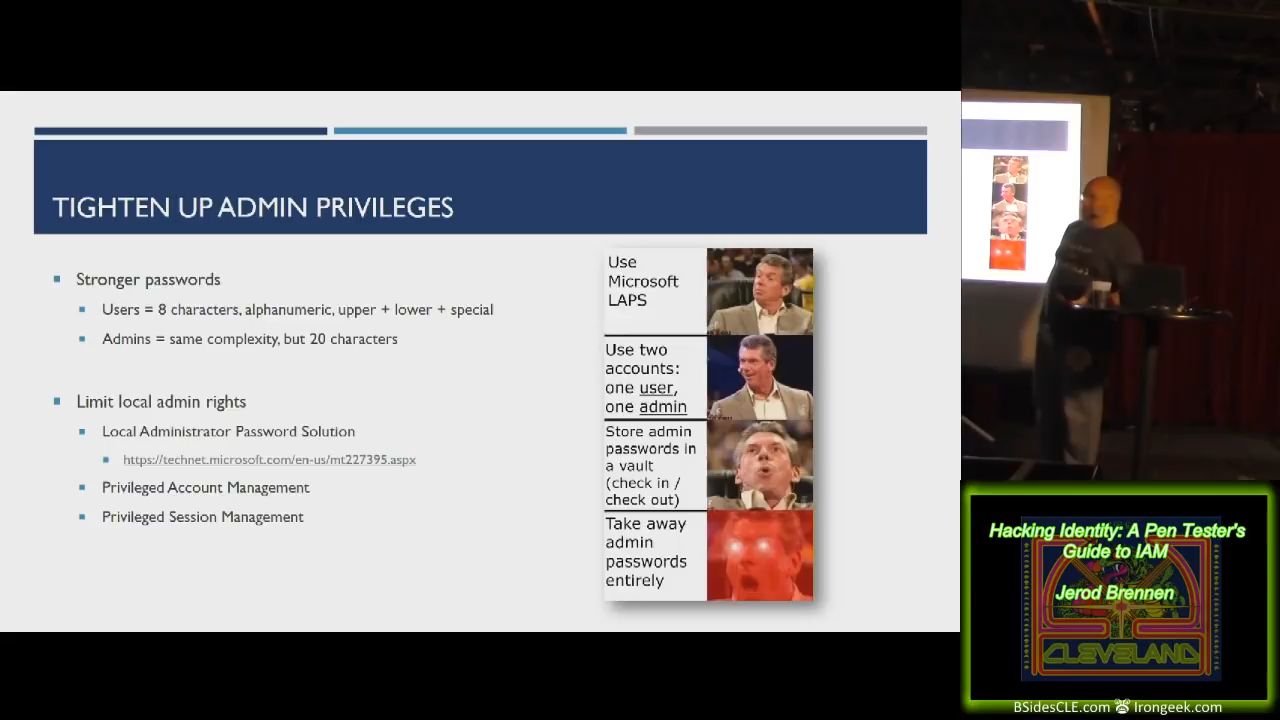 TIGHTEN UP ADMIN PRIVILEGES
Stronger passwords
Users = 8 characters, alphanumeric, upper + lower + special
Admins = same complexity, but 20 characters
Limit local admin rights
Local Administrator Password Solution
https://technet.microsoft.com/en-us/mt227395.aspx
Privileged Account Management
Privileged Session Management
Use
Microsoft
LAPS
Use two
accounts:
one user,
one admin
Store admin
passwords in
a vault
(check in /
check out)
Take away
admin
passwords
entirely
Hacking Identity: A Pen Tester's
Guide to IAM
Jerod Brennen
CLEVELAND
BSidesCLE.com Irongeek.com